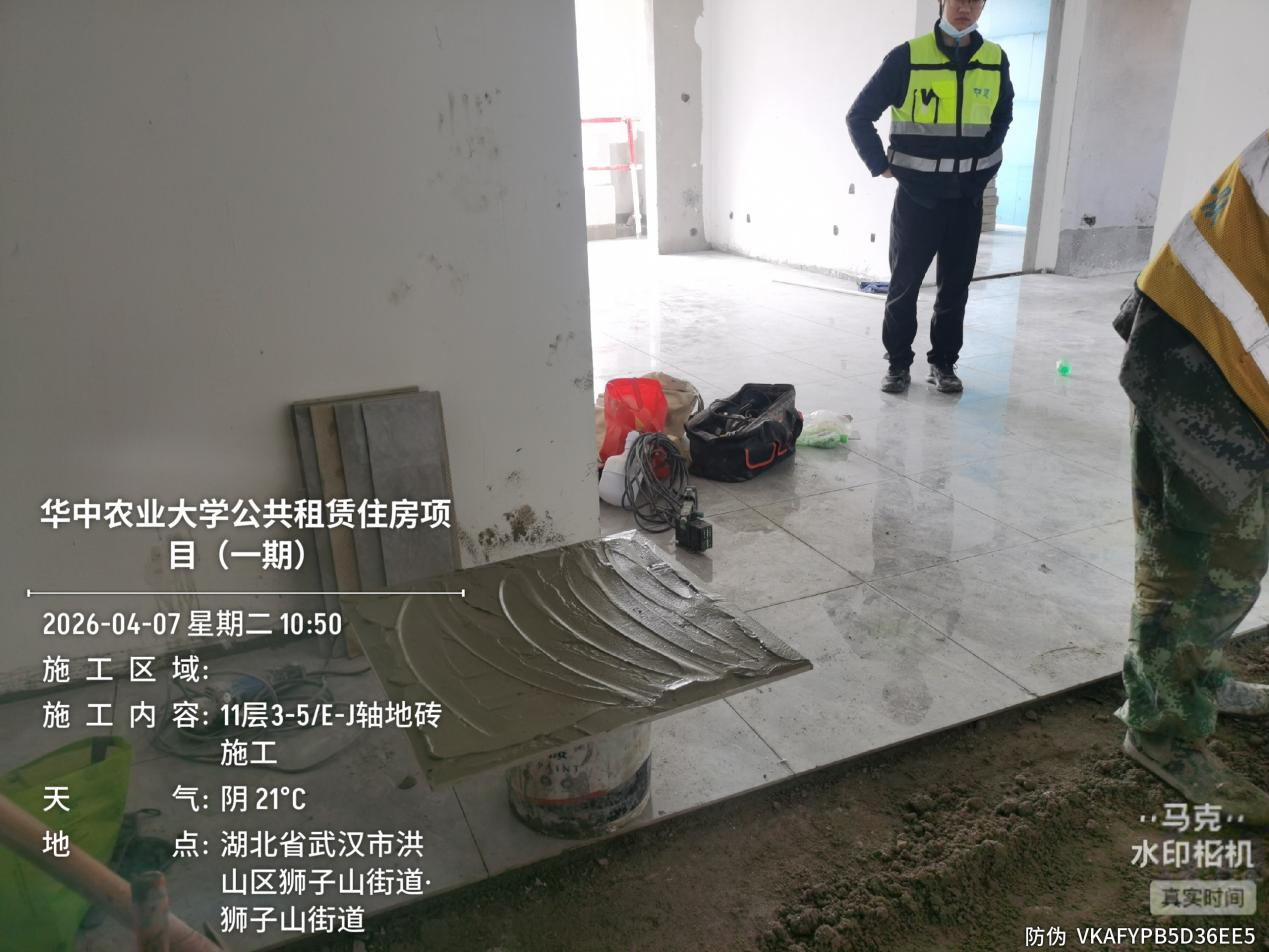 华中农业大学公共租赁住房项
目（一期）
2026-04-07 星期二 10:50
施工区域:
施工内容: 11层3-5/E-J轴地砖
施工
天气: 阴 21°C
地点: 湖北省武汉市洪
山区狮子山街道·
狮子山街道
PAINT
马克
水印相机
真实时间
防伪 VKAFYPB5D36EE5